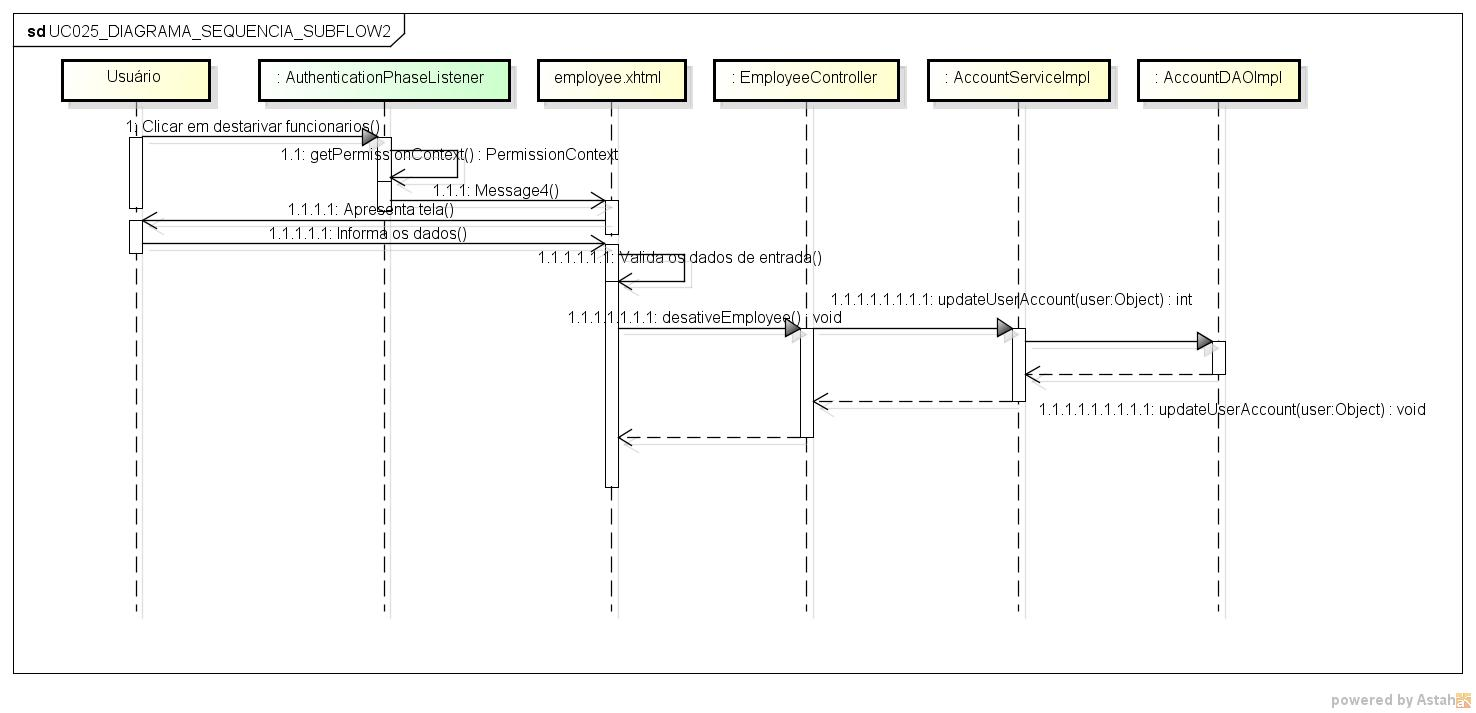 sd UC025_DIAGRAMA_SEQUENCIA_SUBFLOW2
Usuário
: AuthenticationPhaseListener
employee.xhtml
: EmployeeController
: AccountServiceImpl
: AccountDAOImpl
1: Clicar em destarivar funcionarios()
1.1: getPermissionContext() : PermissionContext
1.1.1: Message4()
1.1.1.1: Apresenta tela()
1.1.1.1.1: Informa os dados()
1.1.1.1.1.1: Valida os dados de entrada()
1.1.1.1.1.1.1.1: updateUserAccount(user:Object) : int
1.1.1.1.1.1.1: desativeEmployee() : void
1.1.1.1.1.1.1.1.1: updateUserAccount(user:Object) : void
powered by Astah